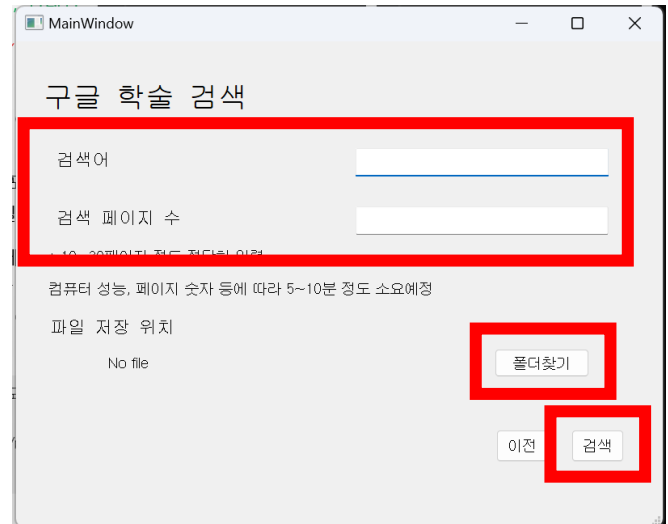 MainWindow
구글 학술 검색
검색어
검색 페이지 수
컴퓨터 성능, 페이지 숫자 등에 따라 5~10분 정도 소요예정
파일 저장 위치
No file 폴더찾기
이전 검색